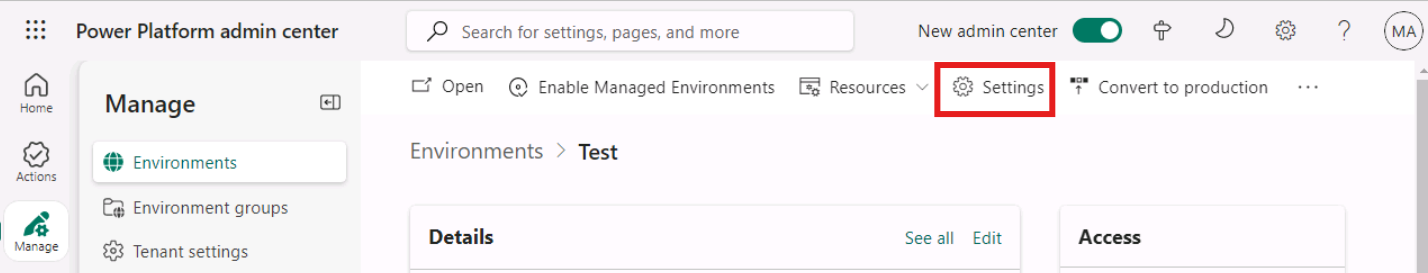 Power Platform admin center
Search for settings, pages, and more
New admin center
MA
Home
Actions
Manage
Manage
Environments
Environment groups
Tenant settings
Open
Enable Managed Environments
Resources
Settings
Convert to production
Environments > Test
Details
See all
Edit
Access